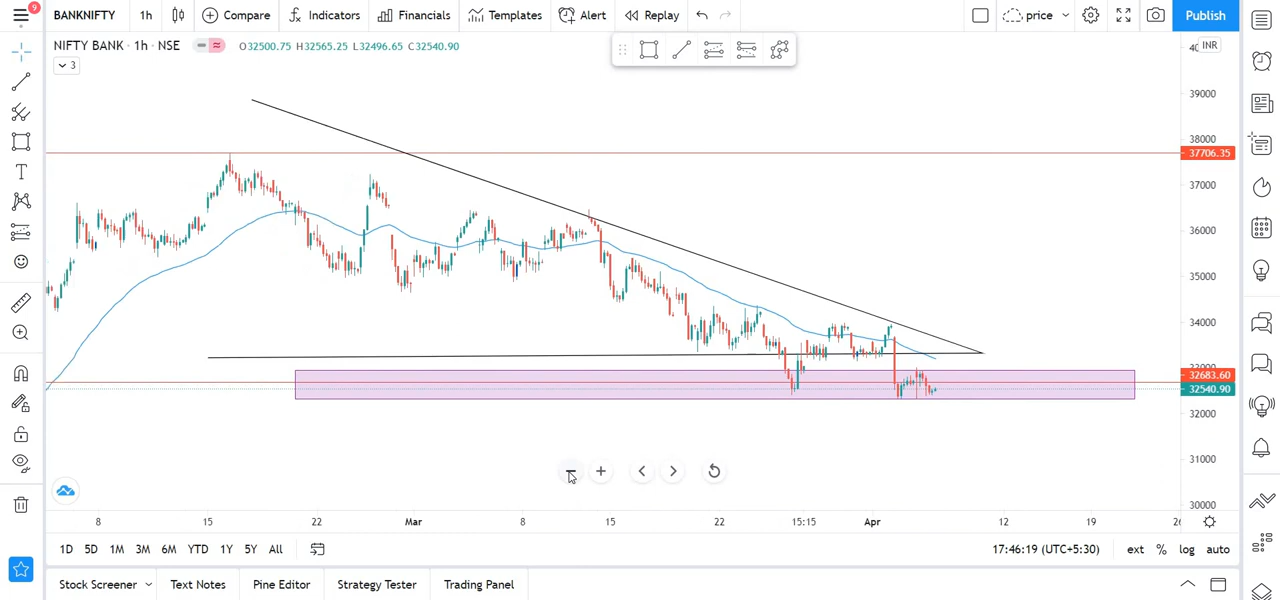 9
BANKNIFTY 1h Compare Indicators Financials Templates Alert Replay price Publish
NIFTY BANK · 1h · NSE O32500.75 H32565.25 L32496.65 C32540.90
3
INR
39000
38000
37706.35
37000
36000
35000
34000
32683.60
32540.90
32000
31000
30000
8 15 22 Mar 8 15 22 15:15 Apr 12 19
1D 5D 1M 3M 6M YTD 1Y 5Y All 17:46:19 (UTC+5:30) ext % log auto
Stock Screener Text Notes Pine Editor Strategy Tester Trading Panel